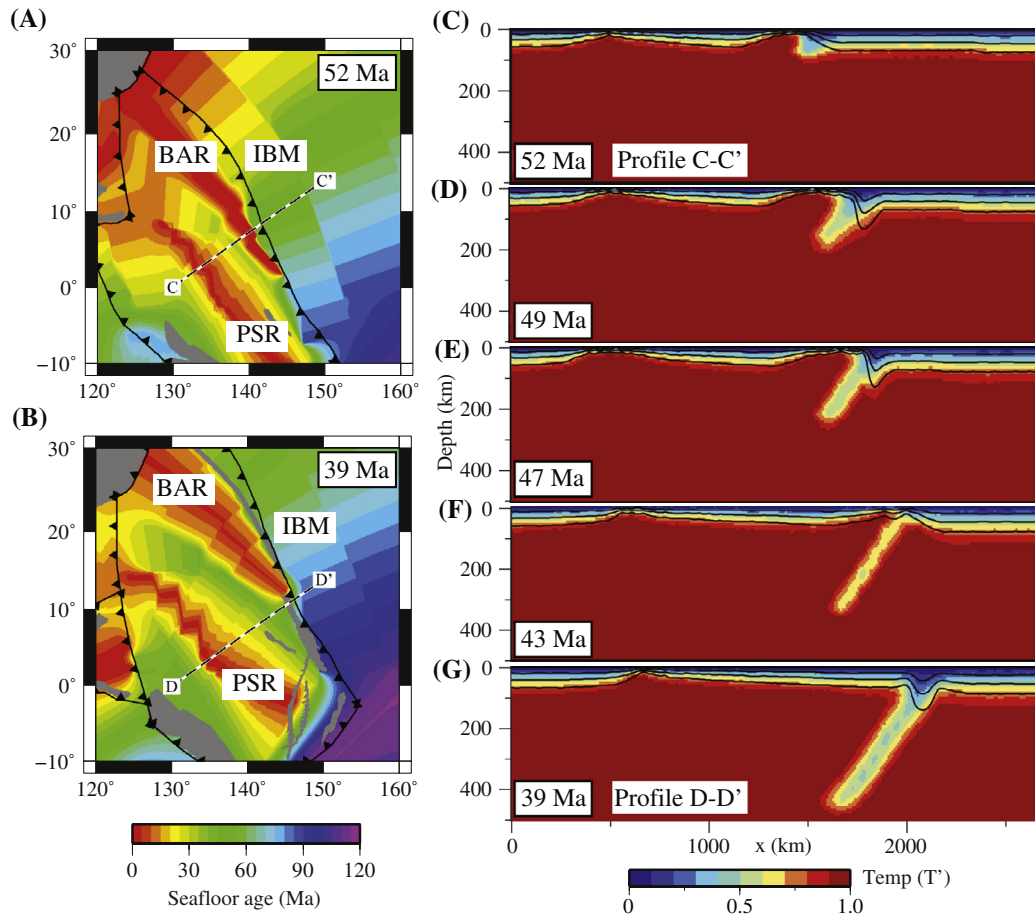 (A)
30°
20°
10°
0°
−10°
120° 130° 140° 150° 160°
52 Ma
BAR
IBM
C'
C
PSR
(B)
30°
20°
10°
0°
−10°
120° 130° 140° 150° 160°
39 Ma
BAR
IBM
D'
D
PSR
0 30 60 90 120
Seafloor age (Ma)
(C)
0
200
400
52 Ma
Profile C-C’
(D)
0
200
400
49 Ma
(E)
0
200
400
Depth (km)
47 Ma
(F)
0
200
400
43 Ma
(G)
0
200
400
39 Ma
Profile D-D’
0 1000 x (km) 2000
Temp (T’)
0 0.5 1.0